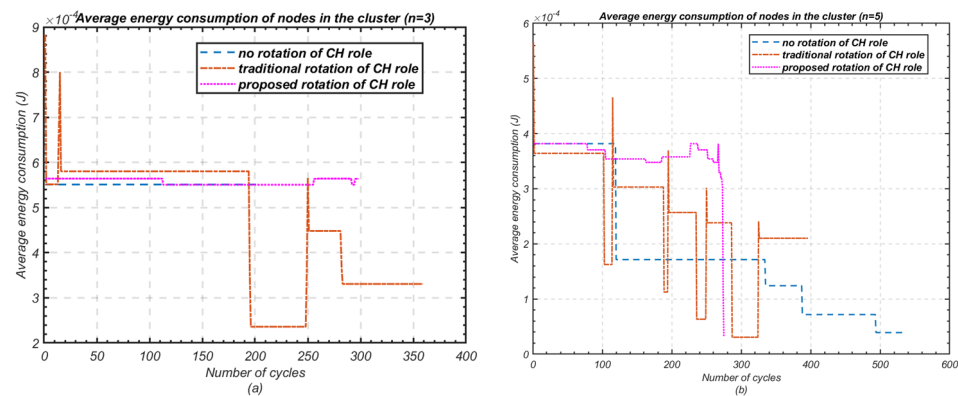 ×10⁻⁴ Average energy consumption of nodes in the cluster (n=3)
9
8
7
6
5
4
3
2
Average energy consumption (J)
no rotation of CH role
traditional rotation of CH role
proposed rotation of CH role
0 50 100 150 200 250 300 350 400
Number of cycles
(a)
×10⁻⁴ Average energy consumption of nodes in the cluster (n=5)
6
5
4
3
2
1
0
Average energy consumption (J)
no rotation of CH role
traditional rotation of CH role
proposed rotation of CH role
0 100 200 300 400 500 600
Number of cycles
(b)